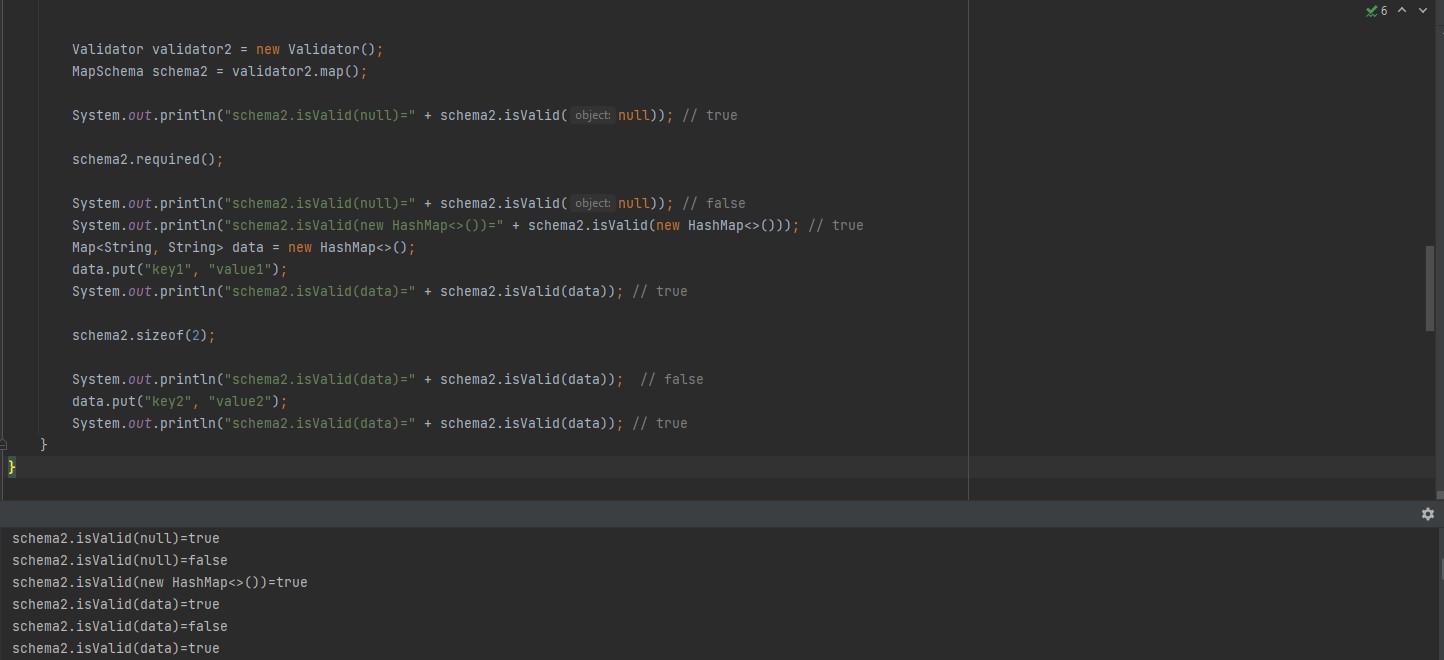 6
Validator validator2 = new Validator();
MapSchema schema2 = validator2.map();
System.out.println("schema2.isValid(null)=" + schema2.isValid( object: null)); // true
schema2.required();
System.out.println("schema2.isValid(null)=" + schema2.isValid( object: null)); // false
System.out.println("schema2.isValid(new HashMap<>())=" + schema2.isValid(new HashMap<>())); // true
Map<String, String> data = new HashMap<>();
data.put("key1", "value1");
System.out.println("schema2.isValid(data)=" + schema2.isValid(data)); // true
schema2.sizeof(2);
System.out.println("schema2.isValid(data)=" + schema2.isValid(data));  // false
data.put("key2", "value2");
System.out.println("schema2.isValid(data)=" + schema2.isValid(data)); // true
}
}
schema2.isValid(null)=true
schema2.isValid(null)=false
schema2.isValid(new HashMap<>())=true
schema2.isValid(data)=true
schema2.isValid(data)=false
schema2.isValid(data)=true